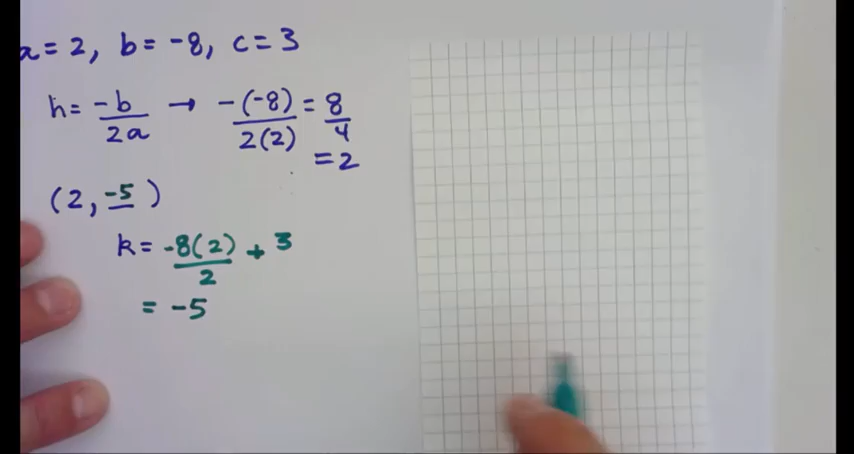 a = 2, b = -8, c = 3
h = -b/2a → -(-8)/2(2) = 8/4
= 2
(2, -5)
k = -8(2)/2 + 3
= -5